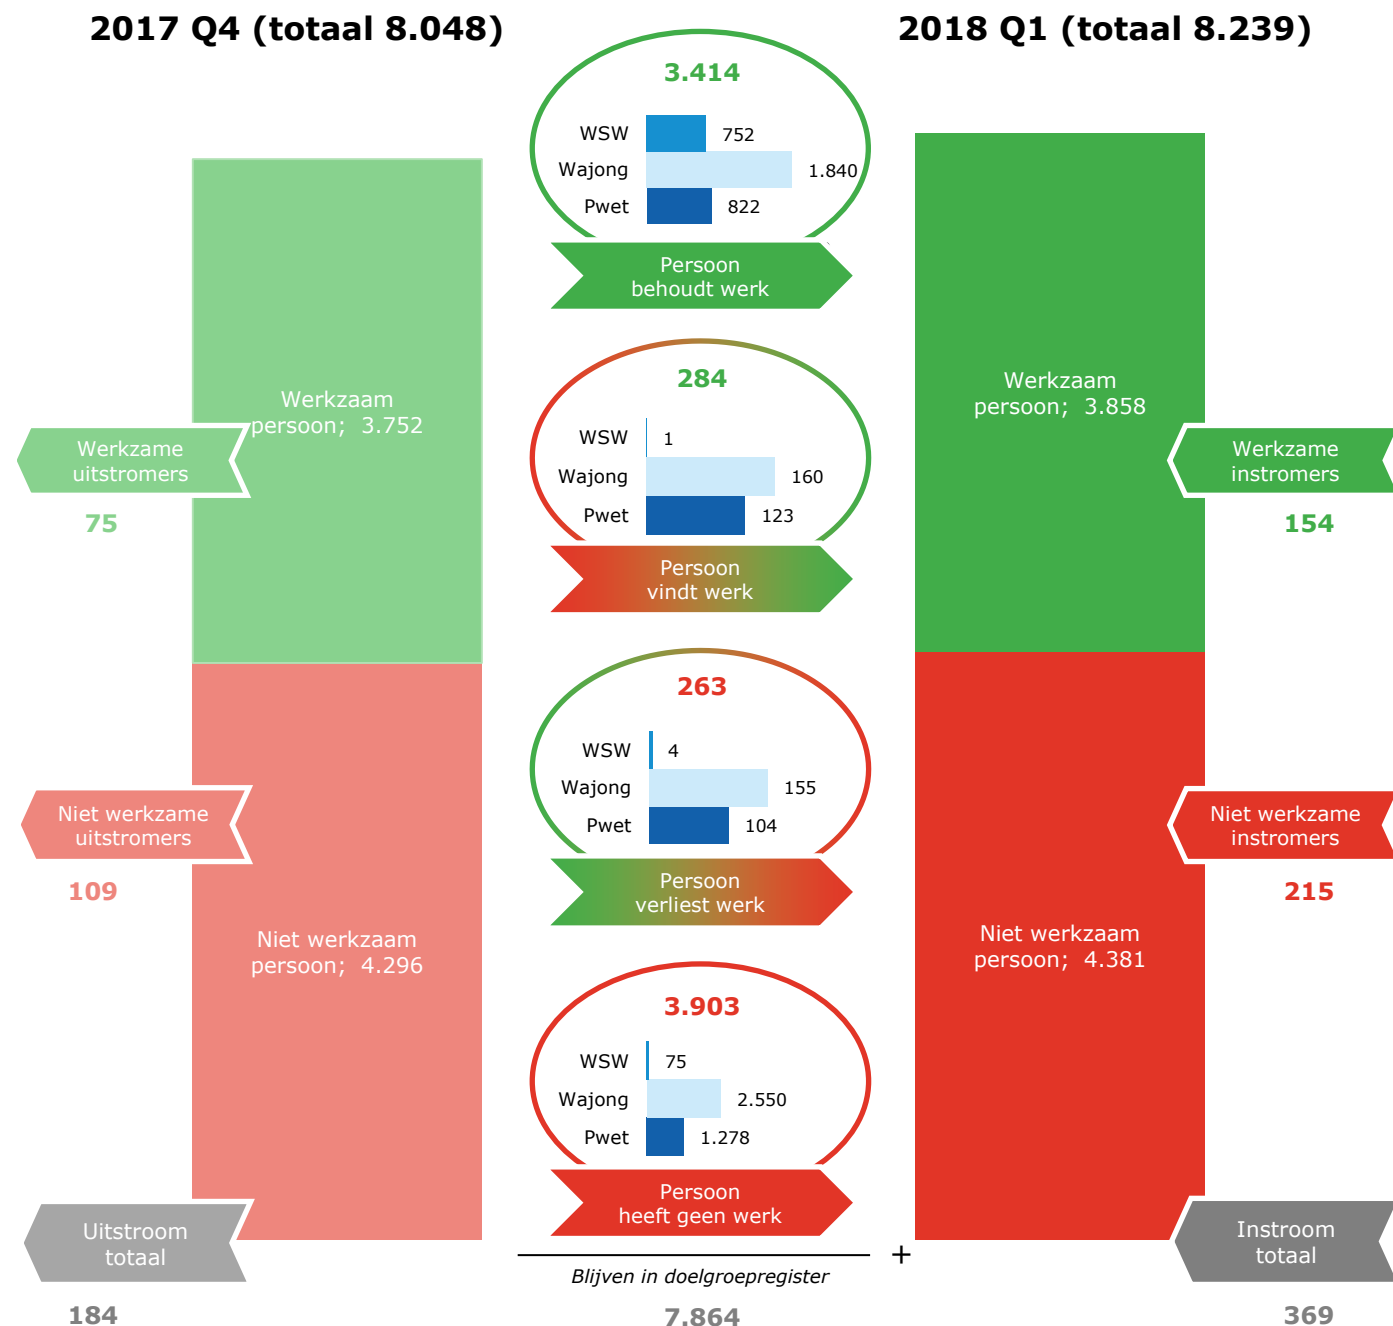 2017 Q4 (totaal 8.048)
2018 Q1 (totaal 8.239)
3.414
WSW 752
Wajong 1.840
Pwet 822
Persoon
behoudt werk
284
WSW 1
Wajong 160
Pwet 123
Persoon
vindt werk
263
WSW 4
Wajong 155
Pwet 104
Persoon
verliest werk
3.903
WSW 75
Wajong 2.550
Pwet 1.278
Persoon
heeft geen werk
Blijven in doelgroepregister
7.864
+
Werkzaam
persoon; 3.752
Werkzame
uitstromers
75
Niet werkzame
uitstromers
109
Niet werkzaam
persoon; 4.296
Uitstroom
totaal
184
Werkzaam
persoon; 3.858
Werkzame
instromers
154
Niet werkzame
instromers
215
Niet werkzaam
persoon; 4.381
Instroom
totaal
369